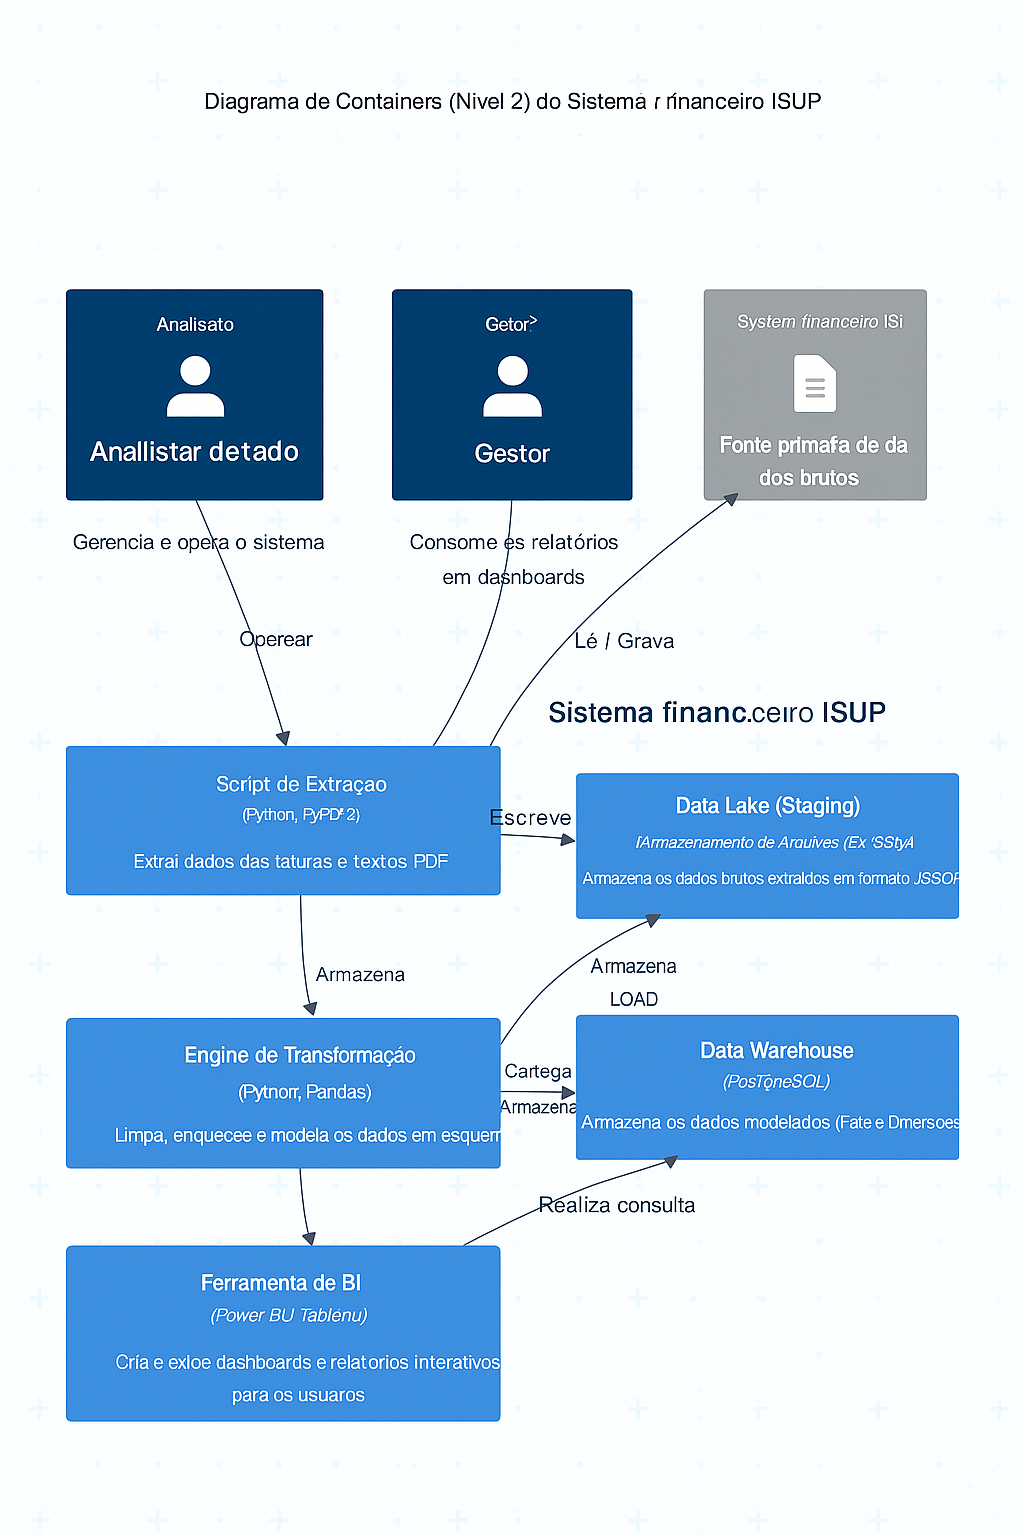 Diagrama de Containers (Nivel 2) do Sistema r rinanceiro ISUP
Analisato
Anallistar detado
Getor>
Gestor
System financeiro ISi
Fonte primafa de da
dos brutos
Gerencia e opera o sistema
Consome es relatórios
em dasnboards
Operear
Lé / Grava
Sistema financ.ceıro ISUP
Script de Extraçao
(Python, PyPD 2)
Extrai dados das taturas e textos PDF
Escreve
Data Lake (Staging)
Armazenamento de Arquives (Ex 'SStyA
Armazena os dados brutos extraldos em formato JSSOF
Armazena
Armazena
LOAD
Engine de Transformaçáo
(Pytnorr, Pandas)
Limpa, enquecee e modela os dados em esquem
Cartega
Armazena
Data Warehouse
(PosTQneSOL)
Armazena os dados modelados (Fate e Dmersoes
Realiza consulta
Ferramenta de BI
(Power BU Tablenu)
Cría e exloe dashboards e relatorios interativos
para os usuaros